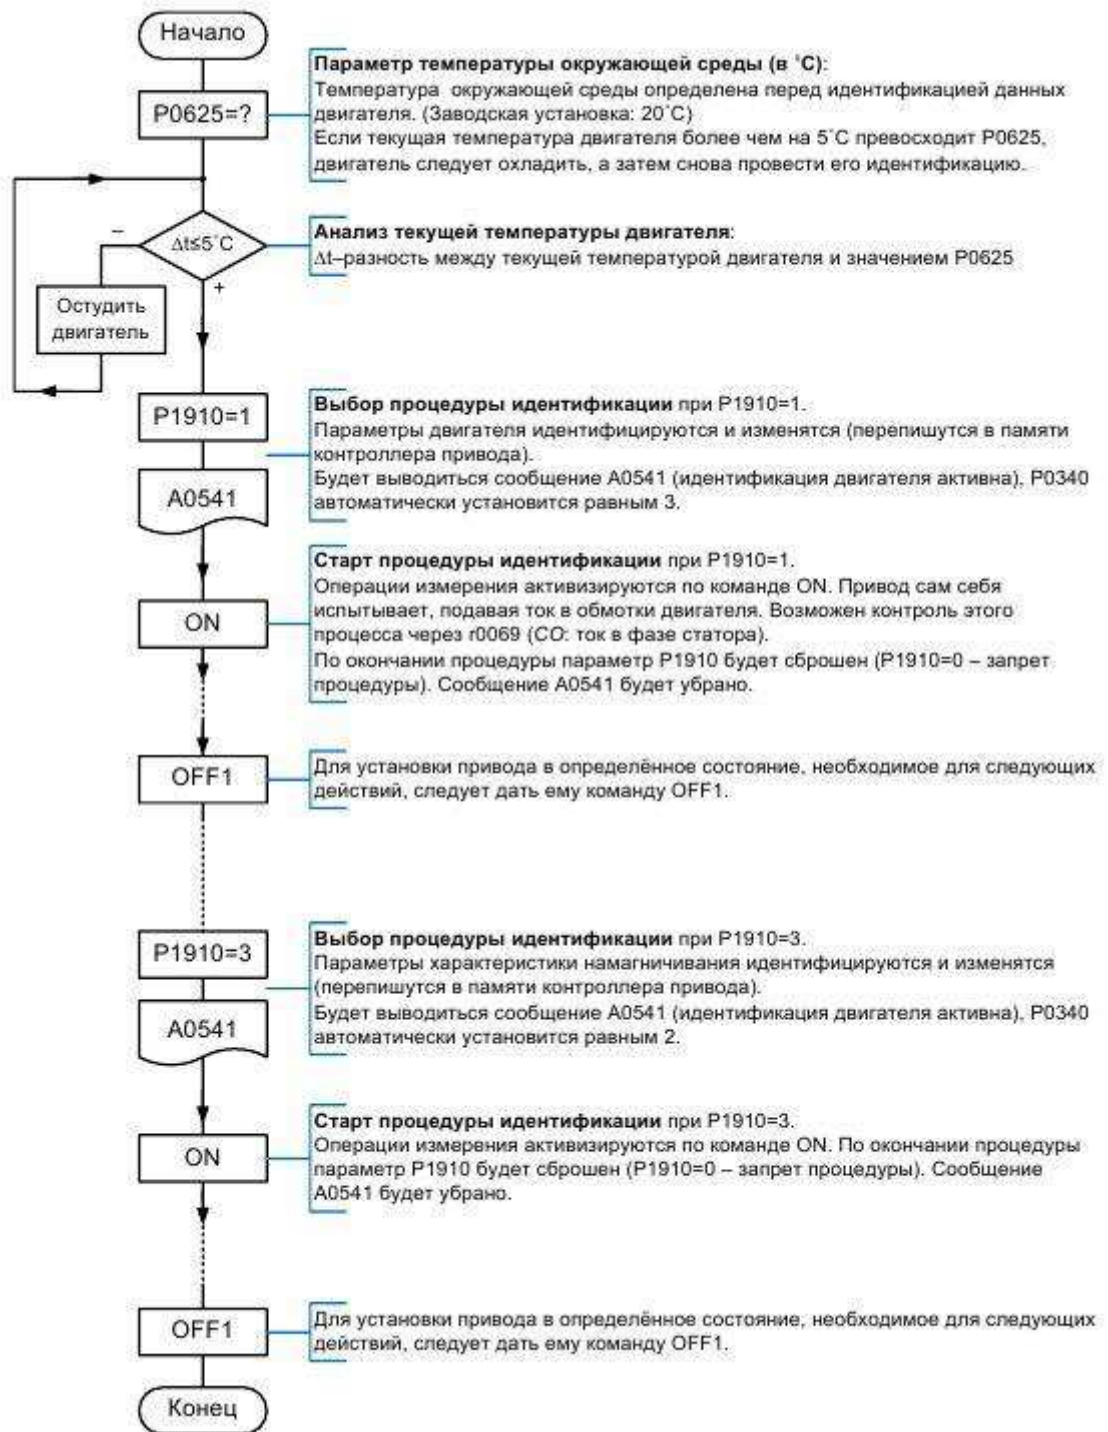 Начало
P0625=?
Параметр температуры окружающей среды (в ˚С):
Температура окружающей среды определена перед идентификацией данных
двигателя. (Заводская установка: 20˚С)
Если текущая температура двигателя более чем на 5˚С превосходит P0625,
двигатель следует охладить, а затем снова провести его идентификацию.
Δt≤5˚C
–
+
Анализ текущей температуры двигателя:
Δt–разность между текущей температурой двигателя и значением P0625
Остудить
двигатель
P1910=1
A0541
Выбор процедуры идентификации при P1910=1.
Параметры двигателя идентифицируются и изменятся (перепишутся в памяти
контроллера привода).
Будет выводиться сообщение A0541 (идентификация двигателя активна), P0340
автоматически установится равным 3.
ON
Старт процедуры идентификации при P1910=1.
Операции измерения активизируются по команде ON. Привод сам себя
испытывает, подавая ток в обмотки двигателя. Возможен контроль этого
процесса через r0069 (CO: ток в фазе статора).
По окончании процедуры параметр P1910 будет сброшен (P1910=0 – запрет
процедуры). Сообщение A0541 будет убрано.
OFF1
Для установки привода в определённое состояние, необходимое для следующих
действий, следует дать ему команду OFF1.
P1910=3
A0541
Выбор процедуры идентификации при P1910=3.
Параметры характеристики намагничивания идентифицируются и изменятся
(перепишутся в памяти контроллера привода).
Будет выводиться сообщение A0541 (идентификация двигателя активна), P0340
автоматически установится равным 2.
ON
Старт процедуры идентификации при P1910=3.
Операции измерения активизируются по команде ON. По окончании процедуры
параметр P1910 будет сброшен (P1910=0 – запрет процедуры). Сообщение
A0541 будет убрано.
OFF1
Для установки привода в определённое состояние, необходимое для следующих
действий, следует дать ему команду OFF1.
Конец